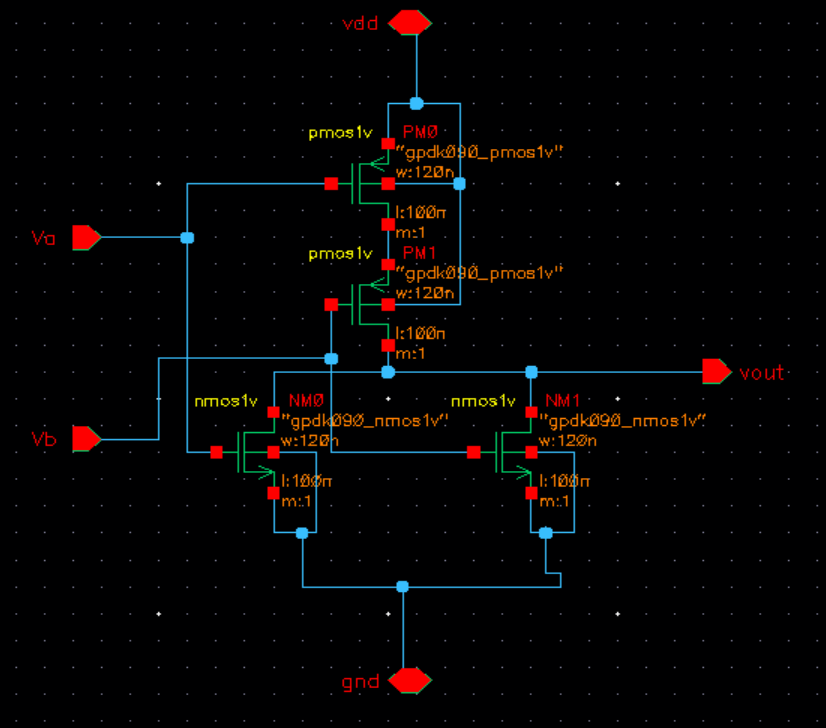 vdd
pmos1v PM0
"gpdk090_pmos1v"
w:120n
l:100n
m:1
Va
pmos1v PM1
"gpdk090_pmos1v"
w:120n
l:100n
m:1
vout
nmos1v NM0
"gpdk090_nmos1v"
w:120n
l:100n
m:1
nmos1v NM1
"gpdk090_nmos1v"
w:120n
l:100n
m:1
Vb
gnd